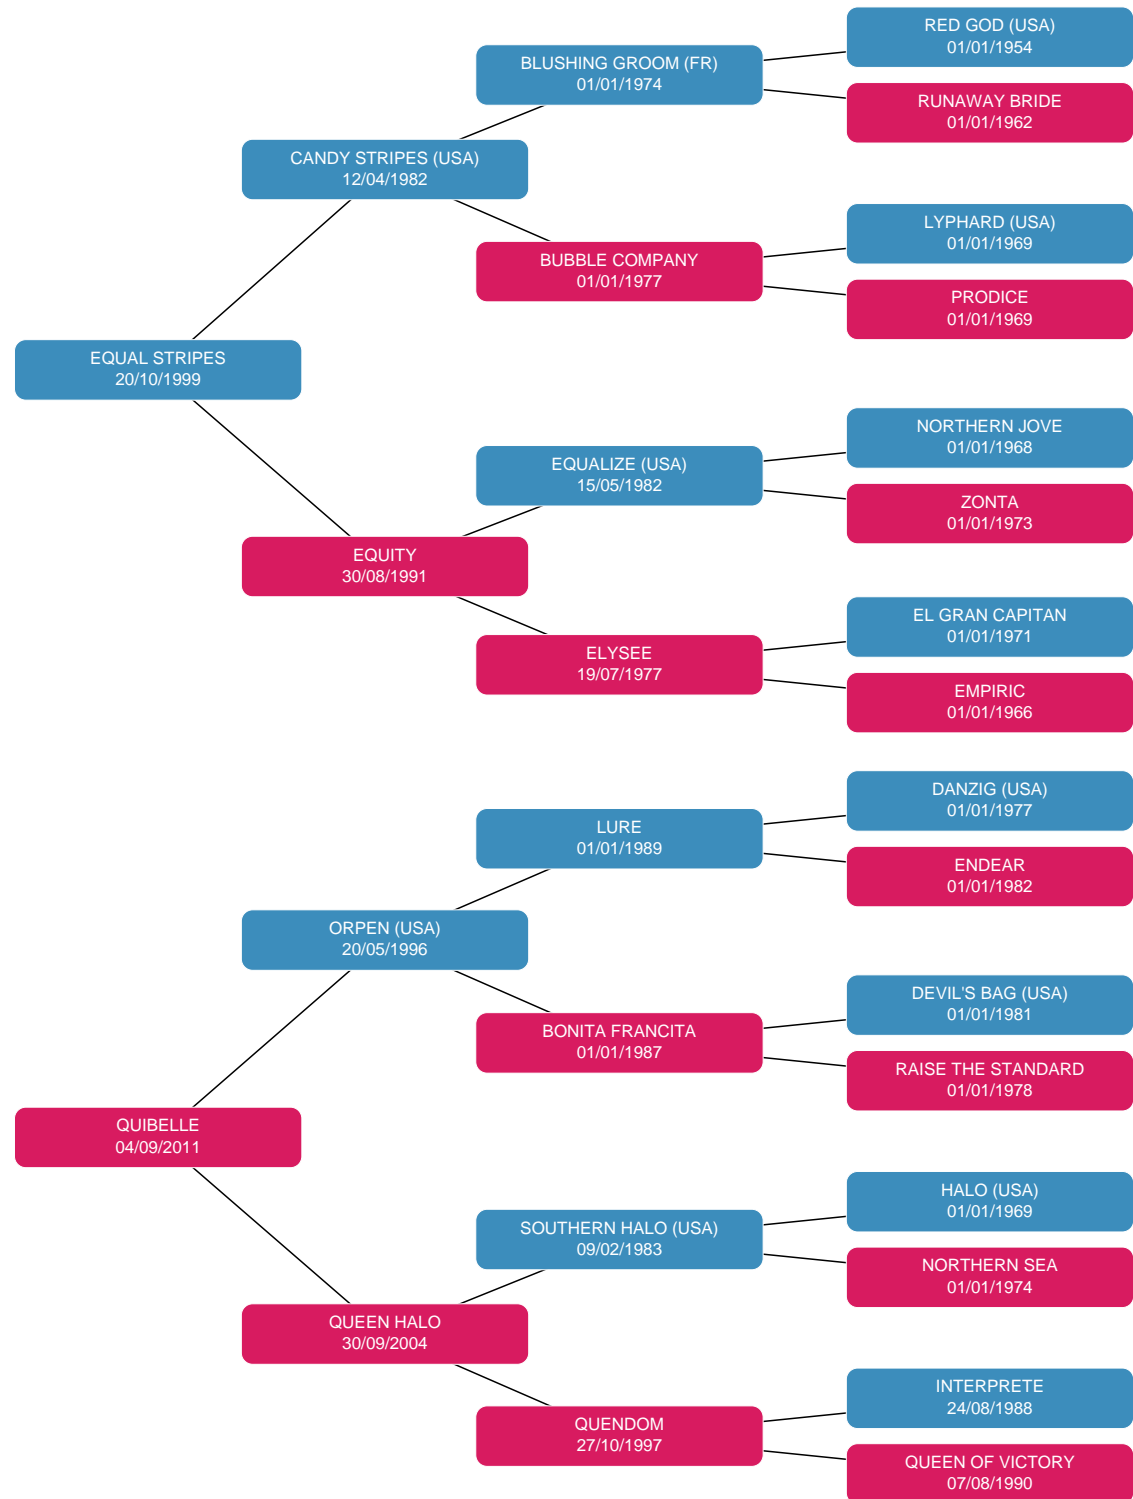 RED GOD (USA)
01/01/1954
BLUSHING GROOM (FR)
01/01/1974
RUNAWAY BRIDE
01/01/1962
CANDY STRIPES (USA)
12/04/1982
LYPHARD (USA)
01/01/1969
BUBBLE COMPANY
01/01/1977
PRODICE
01/01/1969
EQUAL STRIPES
20/10/1999
NORTHERN JOVE
01/01/1968
EQUALIZE (USA)
15/05/1982
ZONTA
01/01/1973
EQUITY
30/08/1991
EL GRAN CAPITAN
01/01/1971
ELYSEE
19/07/1977
EMPIRIC
01/01/1966
DANZIG (USA)
01/01/1977
LURE
01/01/1989
ENDEAR
01/01/1982
ORPEN (USA)
20/05/1996
DEVIL'S BAG (USA)
01/01/1981
BONITA FRANCITA
01/01/1987
RAISE THE STANDARD
01/01/1978
QUIBELLE
04/09/2011
HALO (USA)
01/01/1969
SOUTHERN HALO (USA)
09/02/1983
NORTHERN SEA
01/01/1974
QUEEN HALO
30/09/2004
INTERPRETE
24/08/1988
QUENDOM
27/10/1997
QUEEN OF VICTORY
07/08/1990